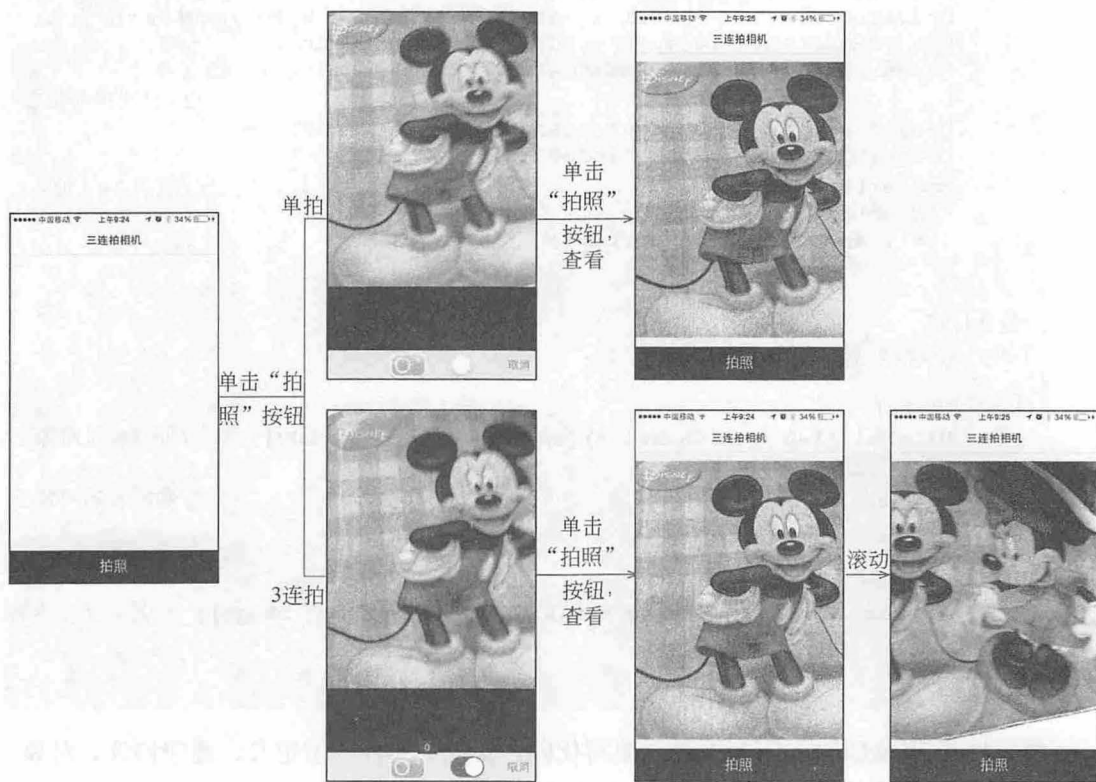 ●●●●● 中国移动 上午9:24 34%
三连拍相机
拍照
单击“拍
照”按钮
单拍
Disney
取消
单击
“拍照”
按钮，
查看
●●●●● 中国移动 上午9:25 34%
三连拍相机
Disney
拍照
3连拍
Disney
0
取消
单击
“拍照”
按钮，
查看
●●●●● 中国移动 上午9:24 34%
三连拍相机
Disney
拍照
滚动
●●●●● 中国移动 上午9:25 34%
三连拍相机
拍照